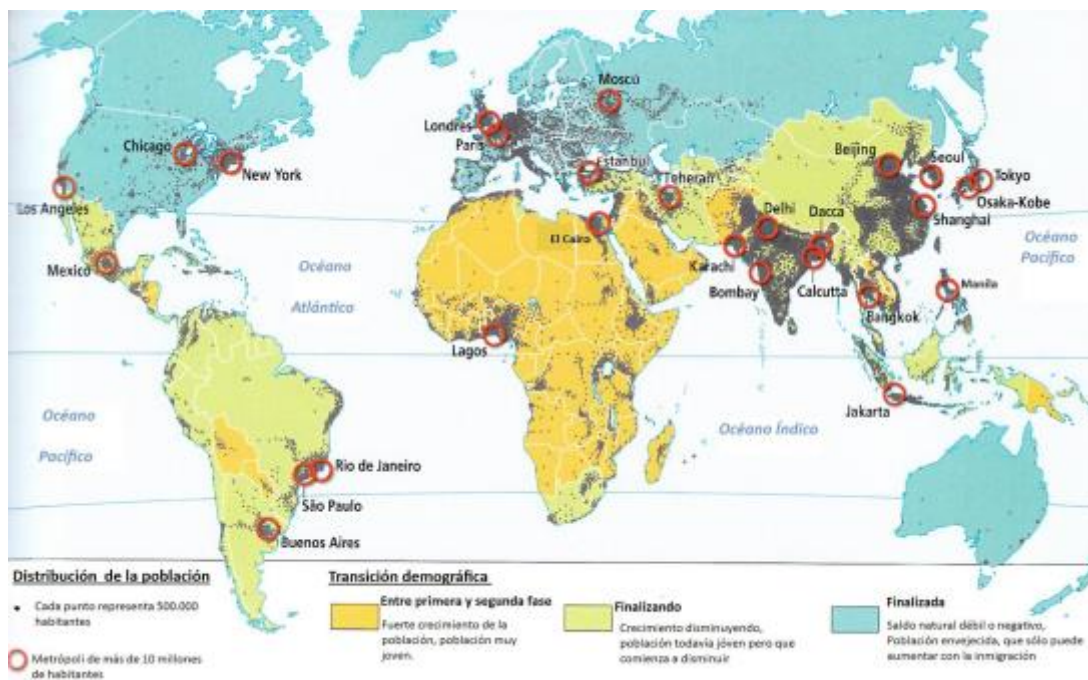 Moscú
Londres
Paris
Chicago
New York
Estanbul
Teheran
Beijing
Seoul
Tokyo
Osaka-Kobe
Los Angeles
Delhi
Dacca
Shanghai
El Cairo
Océano
Pacífico
Mexico
Océano
Atlántico
Karachi
Bombay
Calcutta
Manila
Bangkok
Lagos
Jakarta
Océano
Pacífico
Océano Índico
Rio de Janeiro
São Paulo
Buenos Aires
Distribución de la población
Cada punto representa 500.000
habitantes
Metrópoli de más de 10 millones
de habitantes
Transición demográfica
Entre primera y segunda fase
Fuerte crecimiento de la
población, población muy
joven.
Finalizando
Crecimiento disminuyendo,
población todavía jóven pero que
comienza a disminuir
Finalizada
Saldo natural débil o negativo,
Población envejecida, que sólo puede
aumentar con la inmigración